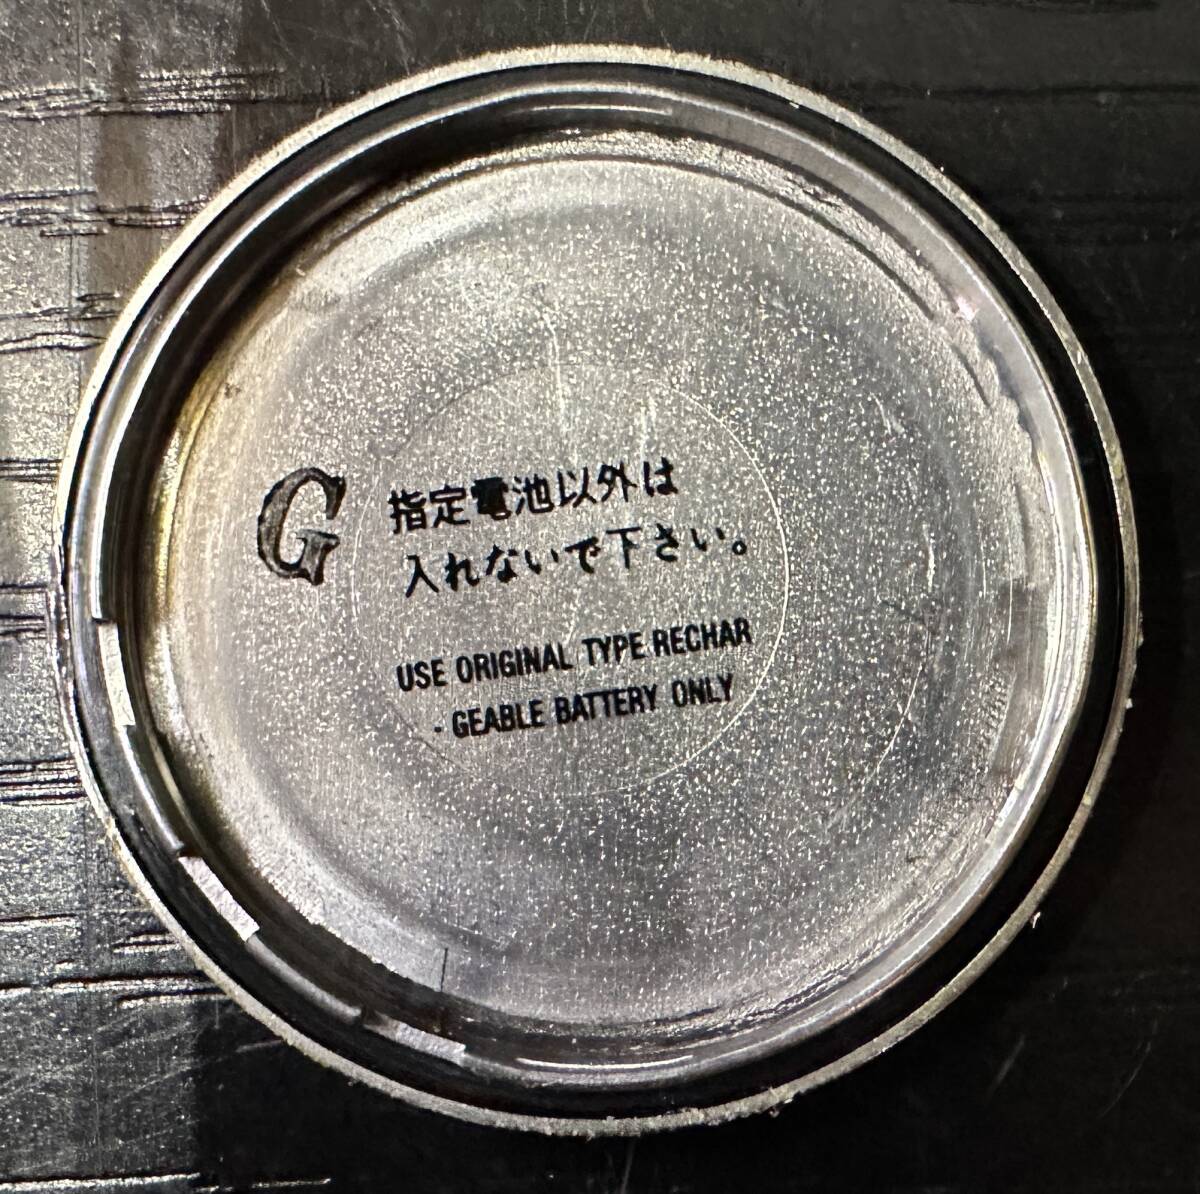 G
指定電池以外は
入れないで下さい。
USE ORIGINAL TYPE RECHAR
- GEABLE BATTERY ONLY